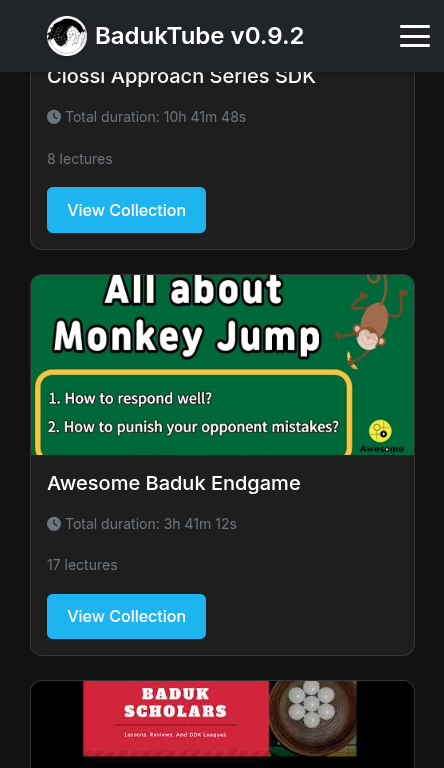 BadukTube v0.9.2
Clossi Approach Series SDK
Total duration: 10h 41m 48s
8 lectures
View Collection
All about
Monkey Jump
1. How to respond well?
2. How to punish your opponent mistakes?
Awesome
Awesome Baduk Endgame
Total duration: 3h 41m 12s
17 lectures
View Collection
BADUK
SCHOLARS
Lessons, Reviews, And DDK Leagues